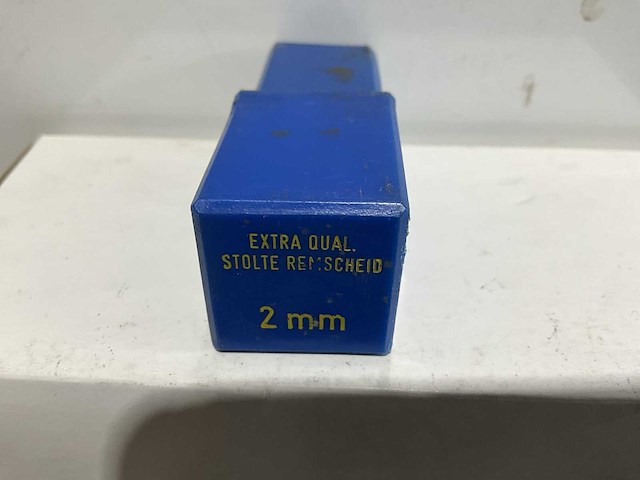 EXTRA QUAL.
STOLTE REMSCHEID
2 mm